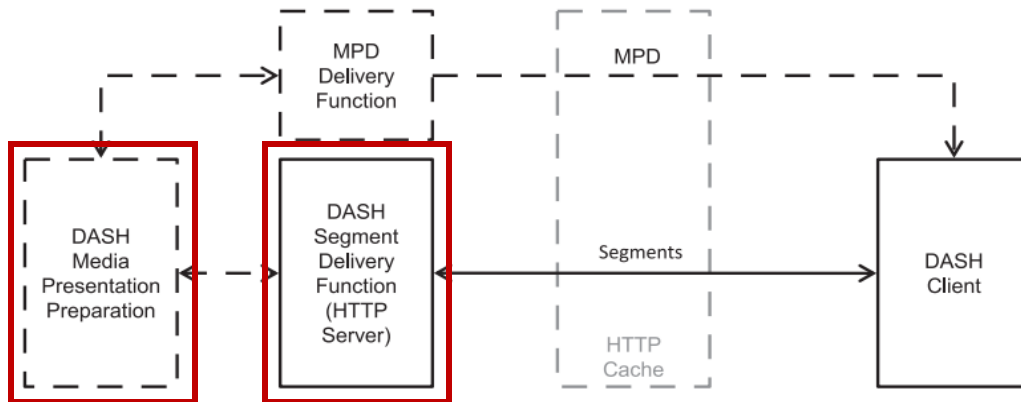 MPD
Delivery
Function
MPD
DASH
Media
Presentation
Preparation
DASH
Segment
Delivery
Function
(HTTP
Server)
Segments
HTTP
Cache
DASH
Client